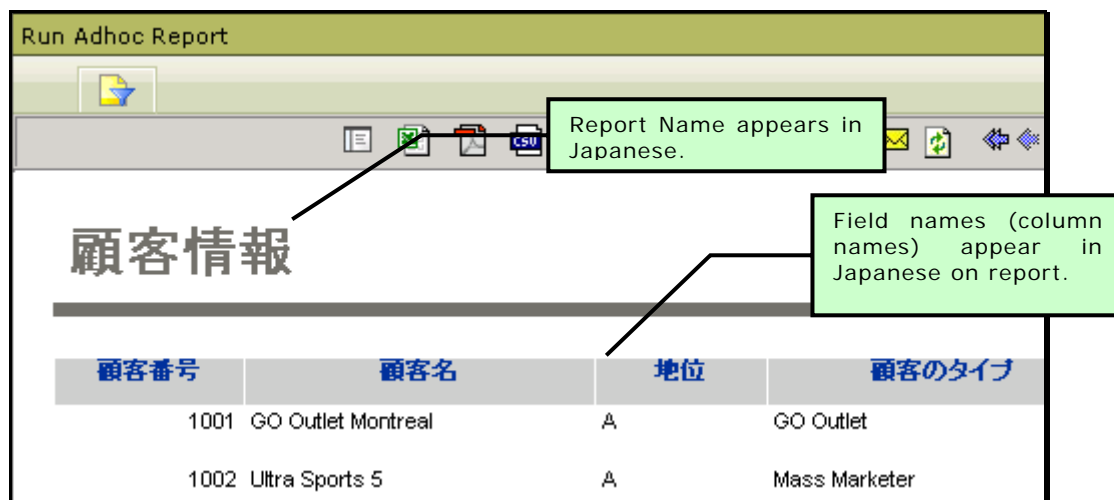 Run Adhoc Report
CSV
Report Name appears in
Japanese.
Field names (column
names) appear in
Japanese on report.
顧客情報
顧客番号 顧客名 地位 顧客のタイプ
1001 GO Outlet Montreal A GO Outlet
1002 Ultra Sports 5 A Mass Marketer